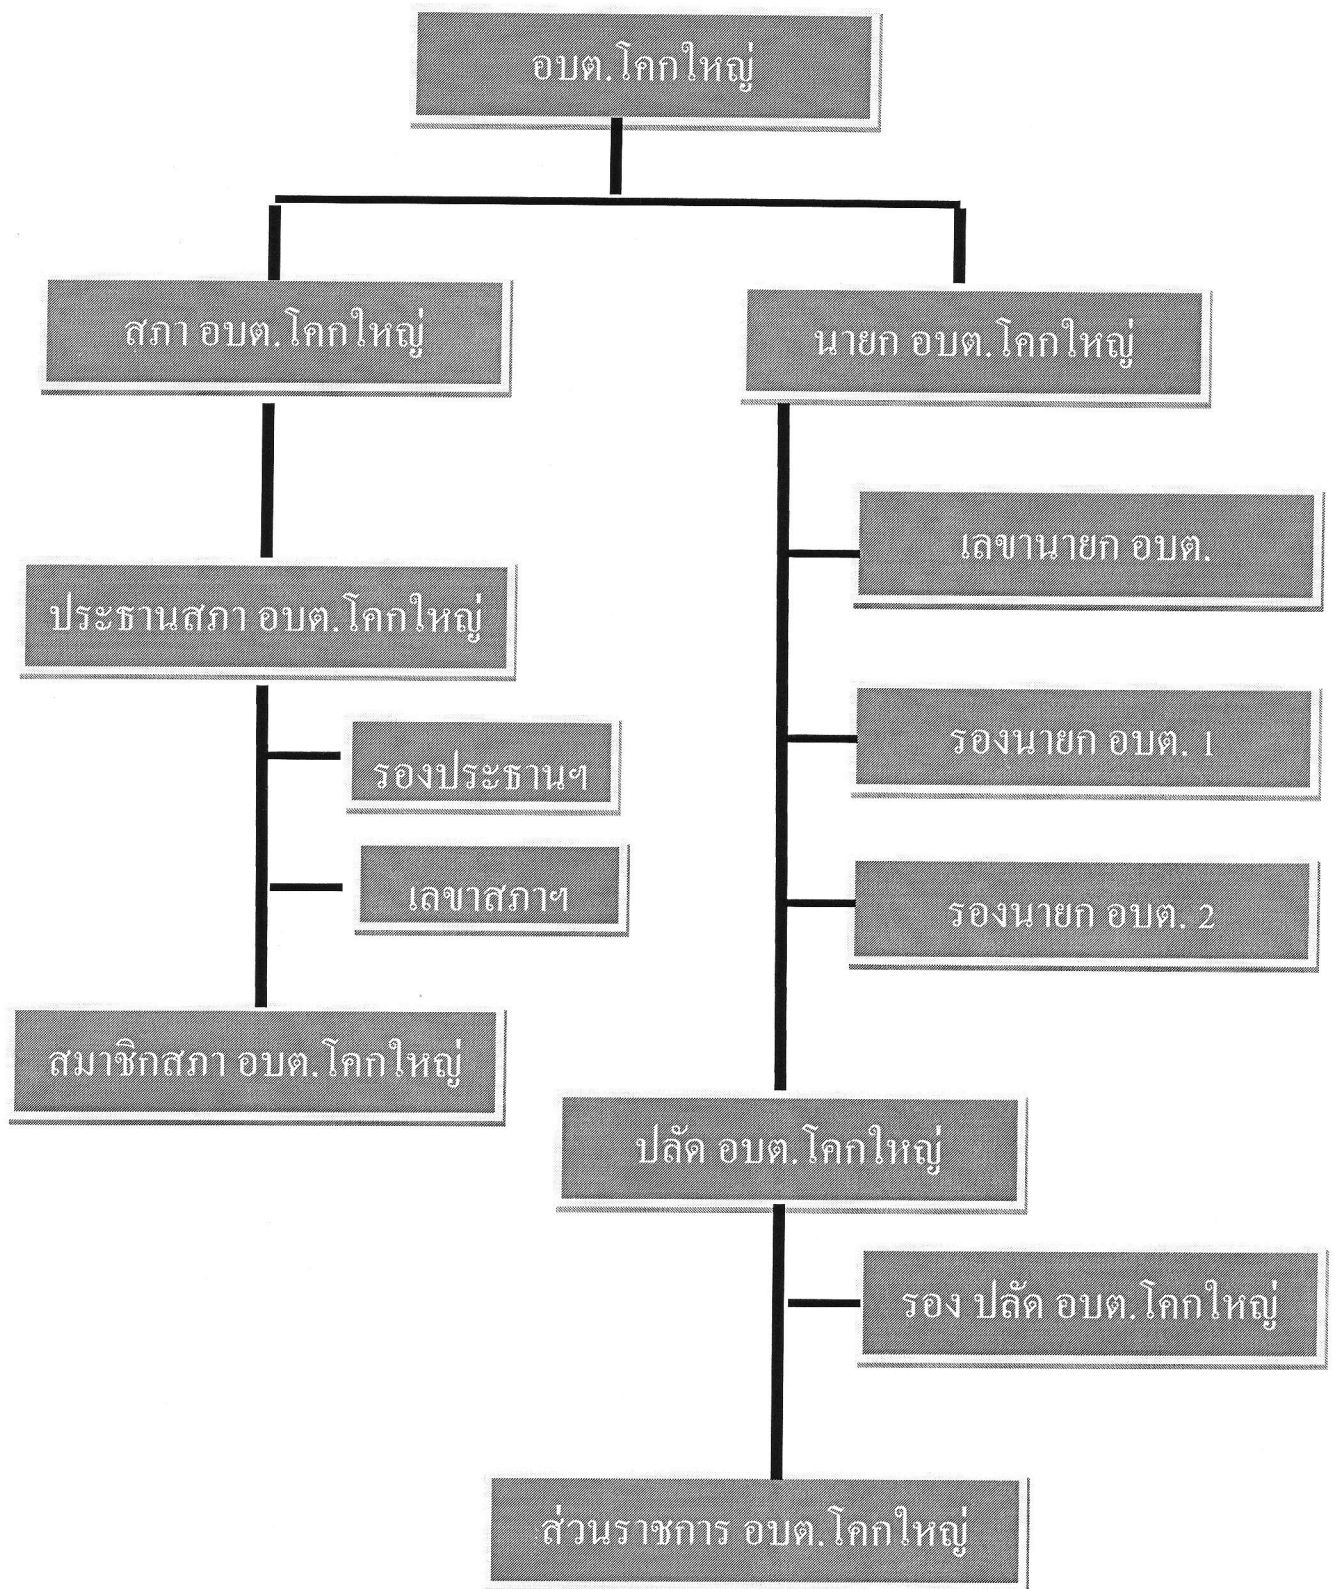 อบต.โคกใหญ่
สภา อบต.โคกใหญ่
นายก อบต.โคกใหญ่
เลขานายก อบต.
ประธานสภา อบต.โคกใหญ่
รองนายก อบต. 1
รองประธานฯ
เลขาสภาฯ
รองนายก อบต. 2
สมาชิกสภา อบต.โคกใหญ่
ปลัด อบต.โคกใหญ่
รอง ปลัด อบต.โคกใหญ่
ส่วนราชการ อบต.โคกใหญ่